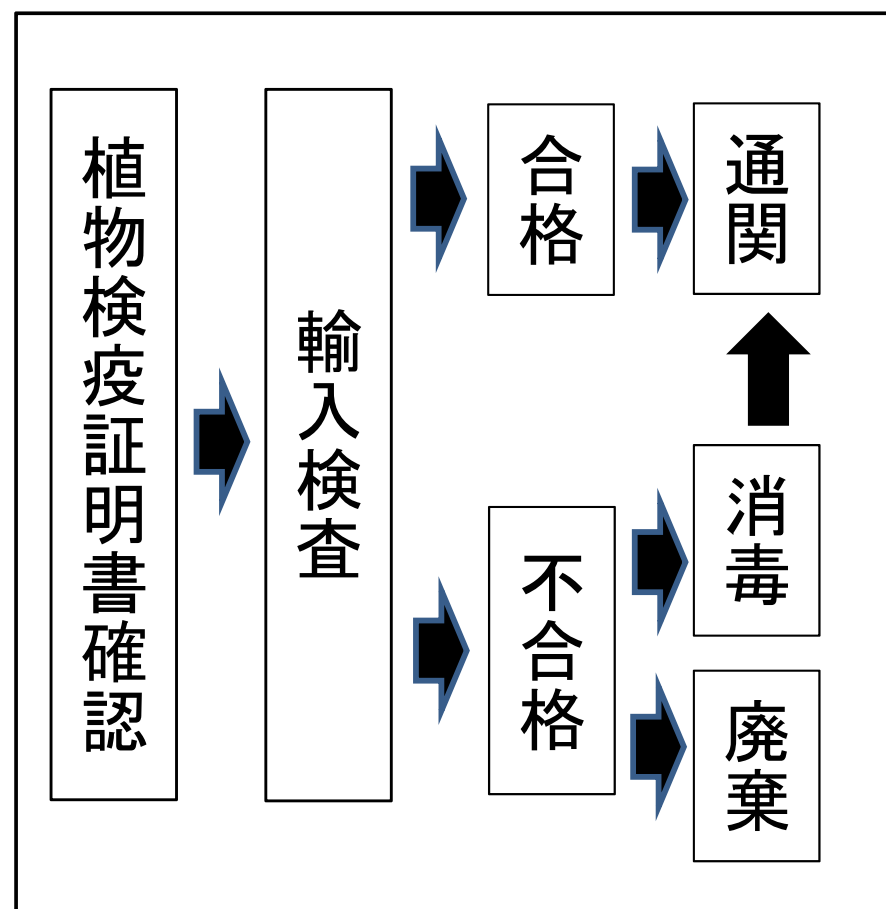 植物検疫証明書確認
輸入検査
合格
通関
不合格
消毒
廃棄